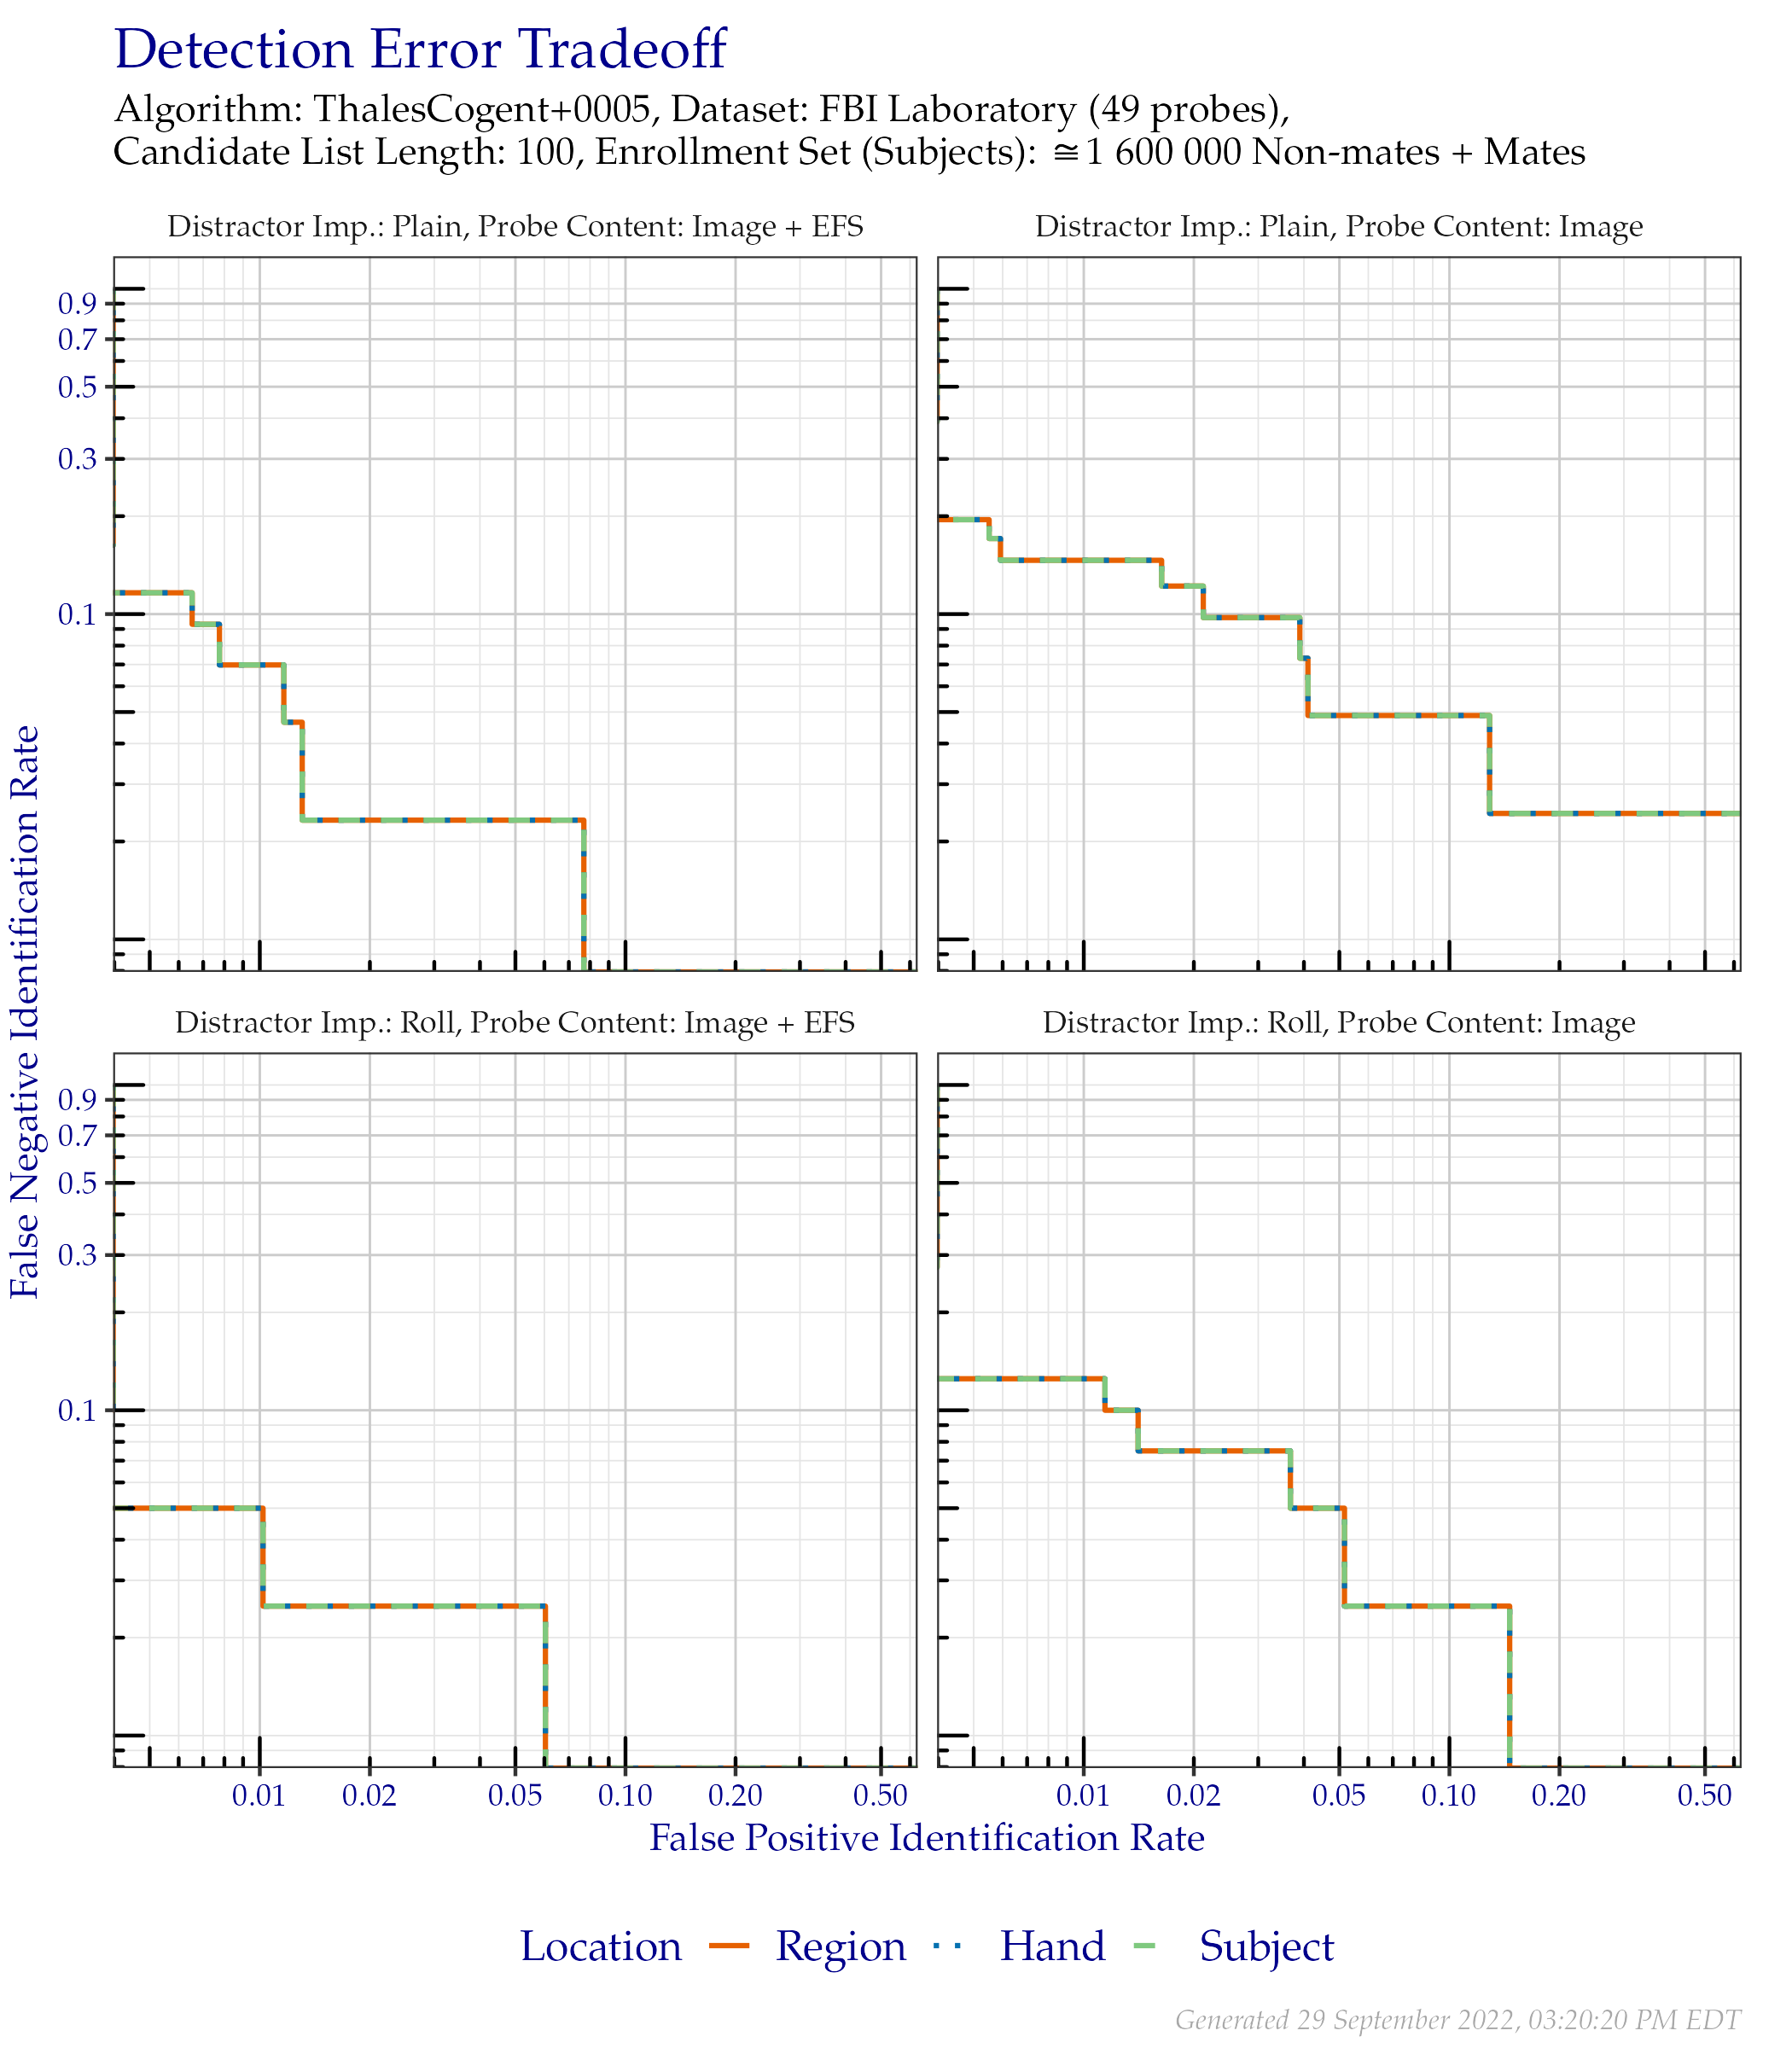 Detection Error Tradeoff
Algorithm: ThalesCogent+0005, Dataset: FBI Laboratory (49 probes),
Candidate List Length: 100, Enrollment Set (Subjects): ≅1 600 000 Non-mates + Mates
Distractor Imp.: Plain, Probe Content: Image + EFS
Distractor Imp.: Plain, Probe Content: Image
0.9
0.7
0.5
0.3
0.1
False Negative Identification Rate
Distractor Imp.: Roll, Probe Content: Image + EFS
Distractor Imp.: Roll, Probe Content: Image
0.9
0.7
0.5
0.3
0.1
0.01 0.02 0.05 0.10 0.20 0.50
0.01 0.02 0.05 0.10 0.20 0.50
False Positive Identification Rate
Location Region Hand Subject
Generated 29 September 2022, 03:20:20 PM EDT